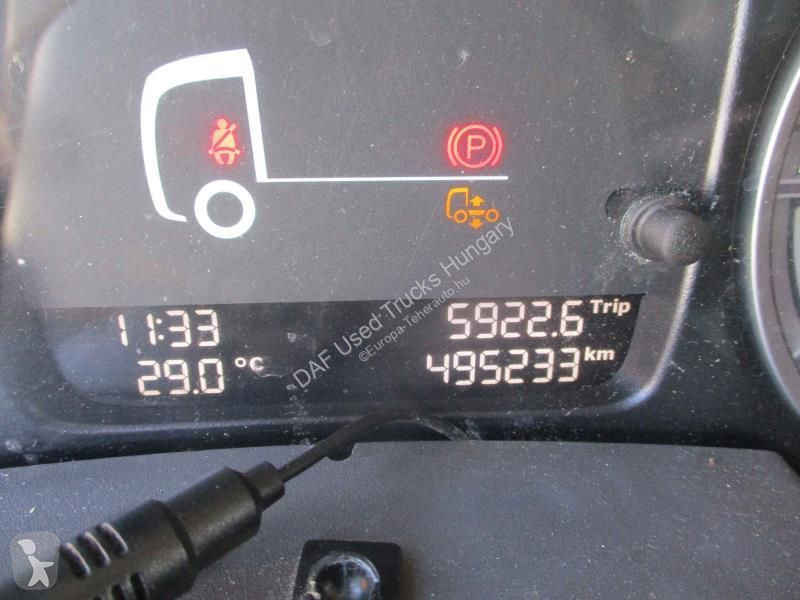 P
11:33
5922.6 Trip
29.0 °C
495233 km
DAF Used Trucks Hungary
©Europa-Teherauto.hu